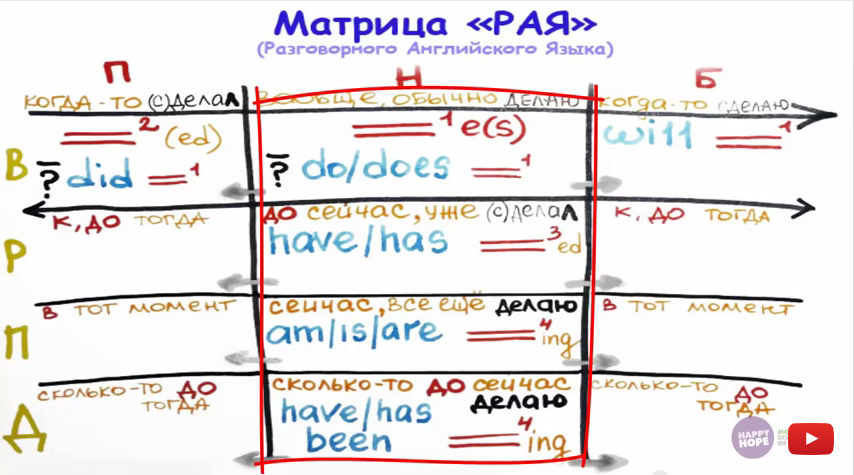 Матрица «РАЯ»
(Разговорного Английского Языка)
П Н Б
КОГДА-ТО (С)ДЕЛАЛ ВООБЩЕ, ОБЫЧНО ДЕЛАЮ КОГДА-ТО СДЕЛАЮ
В 2 (ed) 1 e(s) will 1
? did 1 ? do/does 1
К, ДО ТОГДА ДО СЕЙЧАС, УЖЕ (С)ДЕЛАЛ К, ДО ТОГДА
Р have/has 3 ed
В ТОТ МОМЕНТ СЕЙЧАС, ВСЕ ЕЩЁ ДЕЛАЮ В ТОТ МОМЕНТ
П am/is/are 4 ing
СКОЛЬКО-ТО ДО ТОГДА СКОЛЬКО-ТО ДО СЕЙЧАС ДЕЛАЮ СКОЛЬКО-ТО ДО ТОГДА
Д have/has been 4 ing
HAPPY HOPE